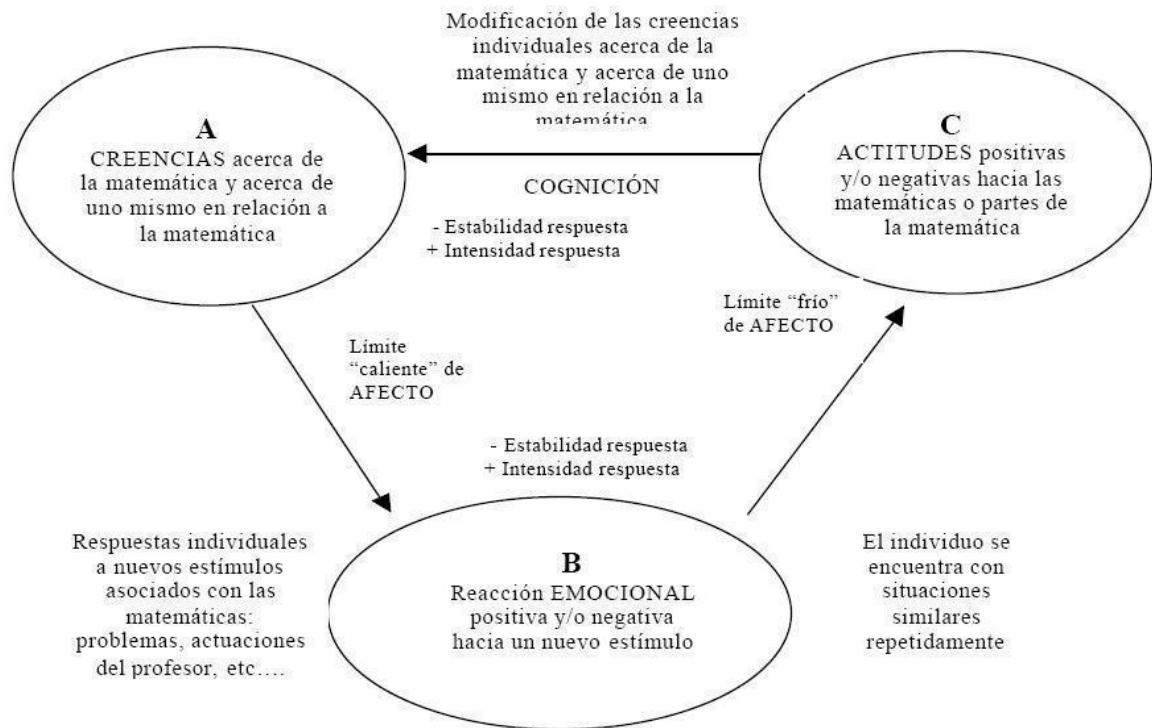 Modificación de las creencias
individuales acerca de la
matemática y acerca de uno
mismo en relación a la
matemática
A
CREENCIAS acerca de
la matemática y acerca de
uno mismo en relación a
la matemática
C
ACTITUDES positivas
y/o negativas hacia las
matemáticas o partes de
la matemática
COGNICIÓN
- Estabilidad respuesta
+ Intensidad respuesta
Límite “frío”
de AFECTO
Límite
“caliente” de
AFECTO
- Estabilidad respuesta
+ Intensidad respuesta
Respuestas individuales
a nuevos estímulos
asociados con las
matemáticas:
problemas, actuaciones
del profesor, etc….
B
Reacción EMOCIONAL
positiva y/o negativa
hacia un nuevo estímulo
El individuo se
encuentra con
situaciones
similares
repetidamente